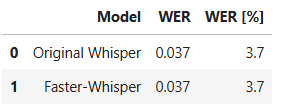 Model WER WER [%]
0 Original Whisper 0.037 3.7
1 Faster-Whisper 0.037 3.7